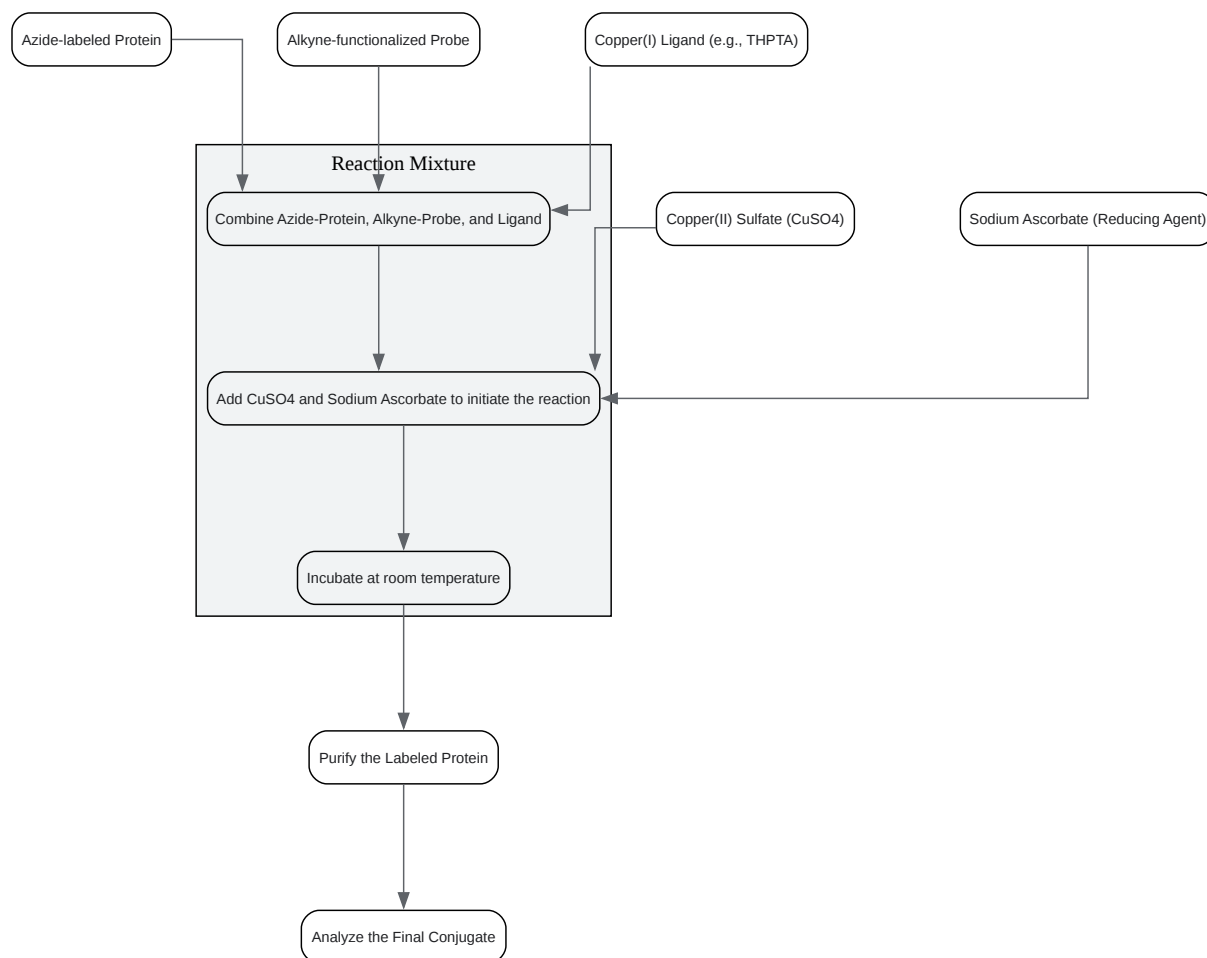 Azide-labeled Protein
Alkyne-functionalized Probe
Copper(I) Ligand (e.g., THPTA)
Reaction Mixture
Combine Azide-Protein, Alkyne-Probe, and Ligand
Copper(II) Sulfate (CuSO4)
Sodium Ascorbate (Reducing Agent)
Add CuSO4 and Sodium Ascorbate to initiate the reaction
Incubate at room temperature
Purify the Labeled Protein
Analyze the Final Conjugate